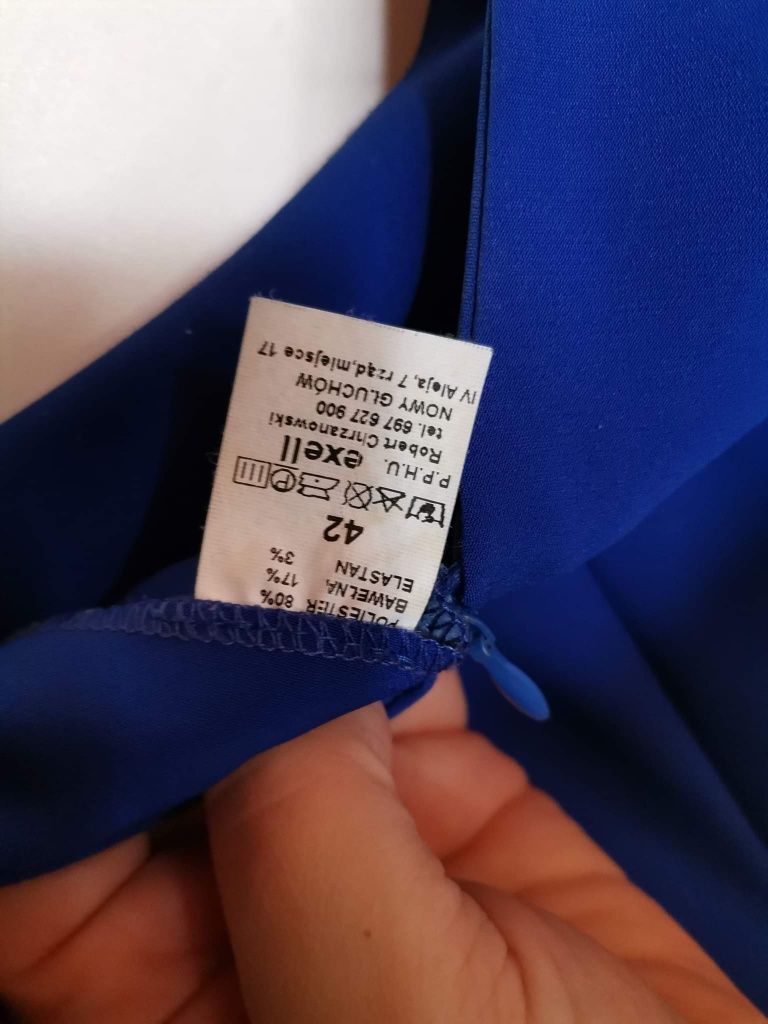 POLIESTER 80%
BAWEŁNA, 17%
ELASTAN 3%
42
P.P.H.U. exell
Robert Chrzanowski
tel. 697 627 900
NOWY GŁUCHÓW
IV Aleja, 7 rząd,miejsce 17